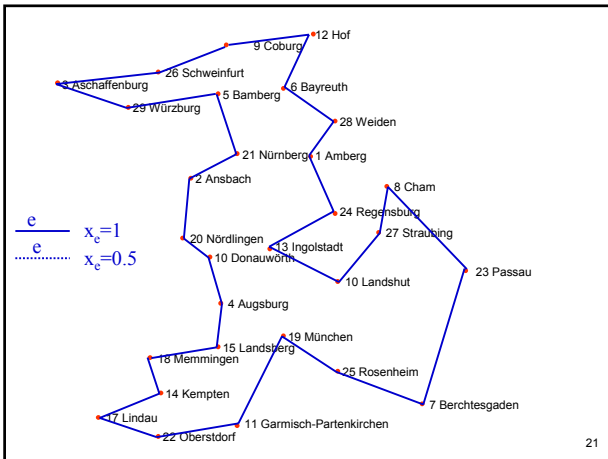 12 Hof
9 Coburg
26 Schweinfurt
3 Aschaffenburg
5 Bamberg
6 Bayreuth
29 Würzburg
28 Weiden
21 Nürnberg
1 Amberg
2 Ansbach
8 Cham
24 Regensburg
e
x_e=1
27 Straubing
20 Nördlingen
13 Ingolstadt
e
x_e=0.5
10 Donauwörth
23 Passau
10 Landshut
4 Augsburg
19 München
15 Landsberg
18 Memmingen
25 Rosenheim
14 Kempten
7 Berchtesgaden
17 Lindau
11 Garmisch-Partenkirchen
22 Oberstdorf
21